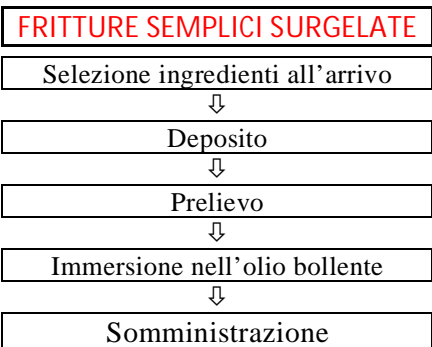 FRITTURE SEMPLICI SURGELATE
Selezione ingredienti all'arrivo
⇩
Deposito
⇩
Prelievo
⇩
Immersione nell'olio bollente
⇩
Somministrazione